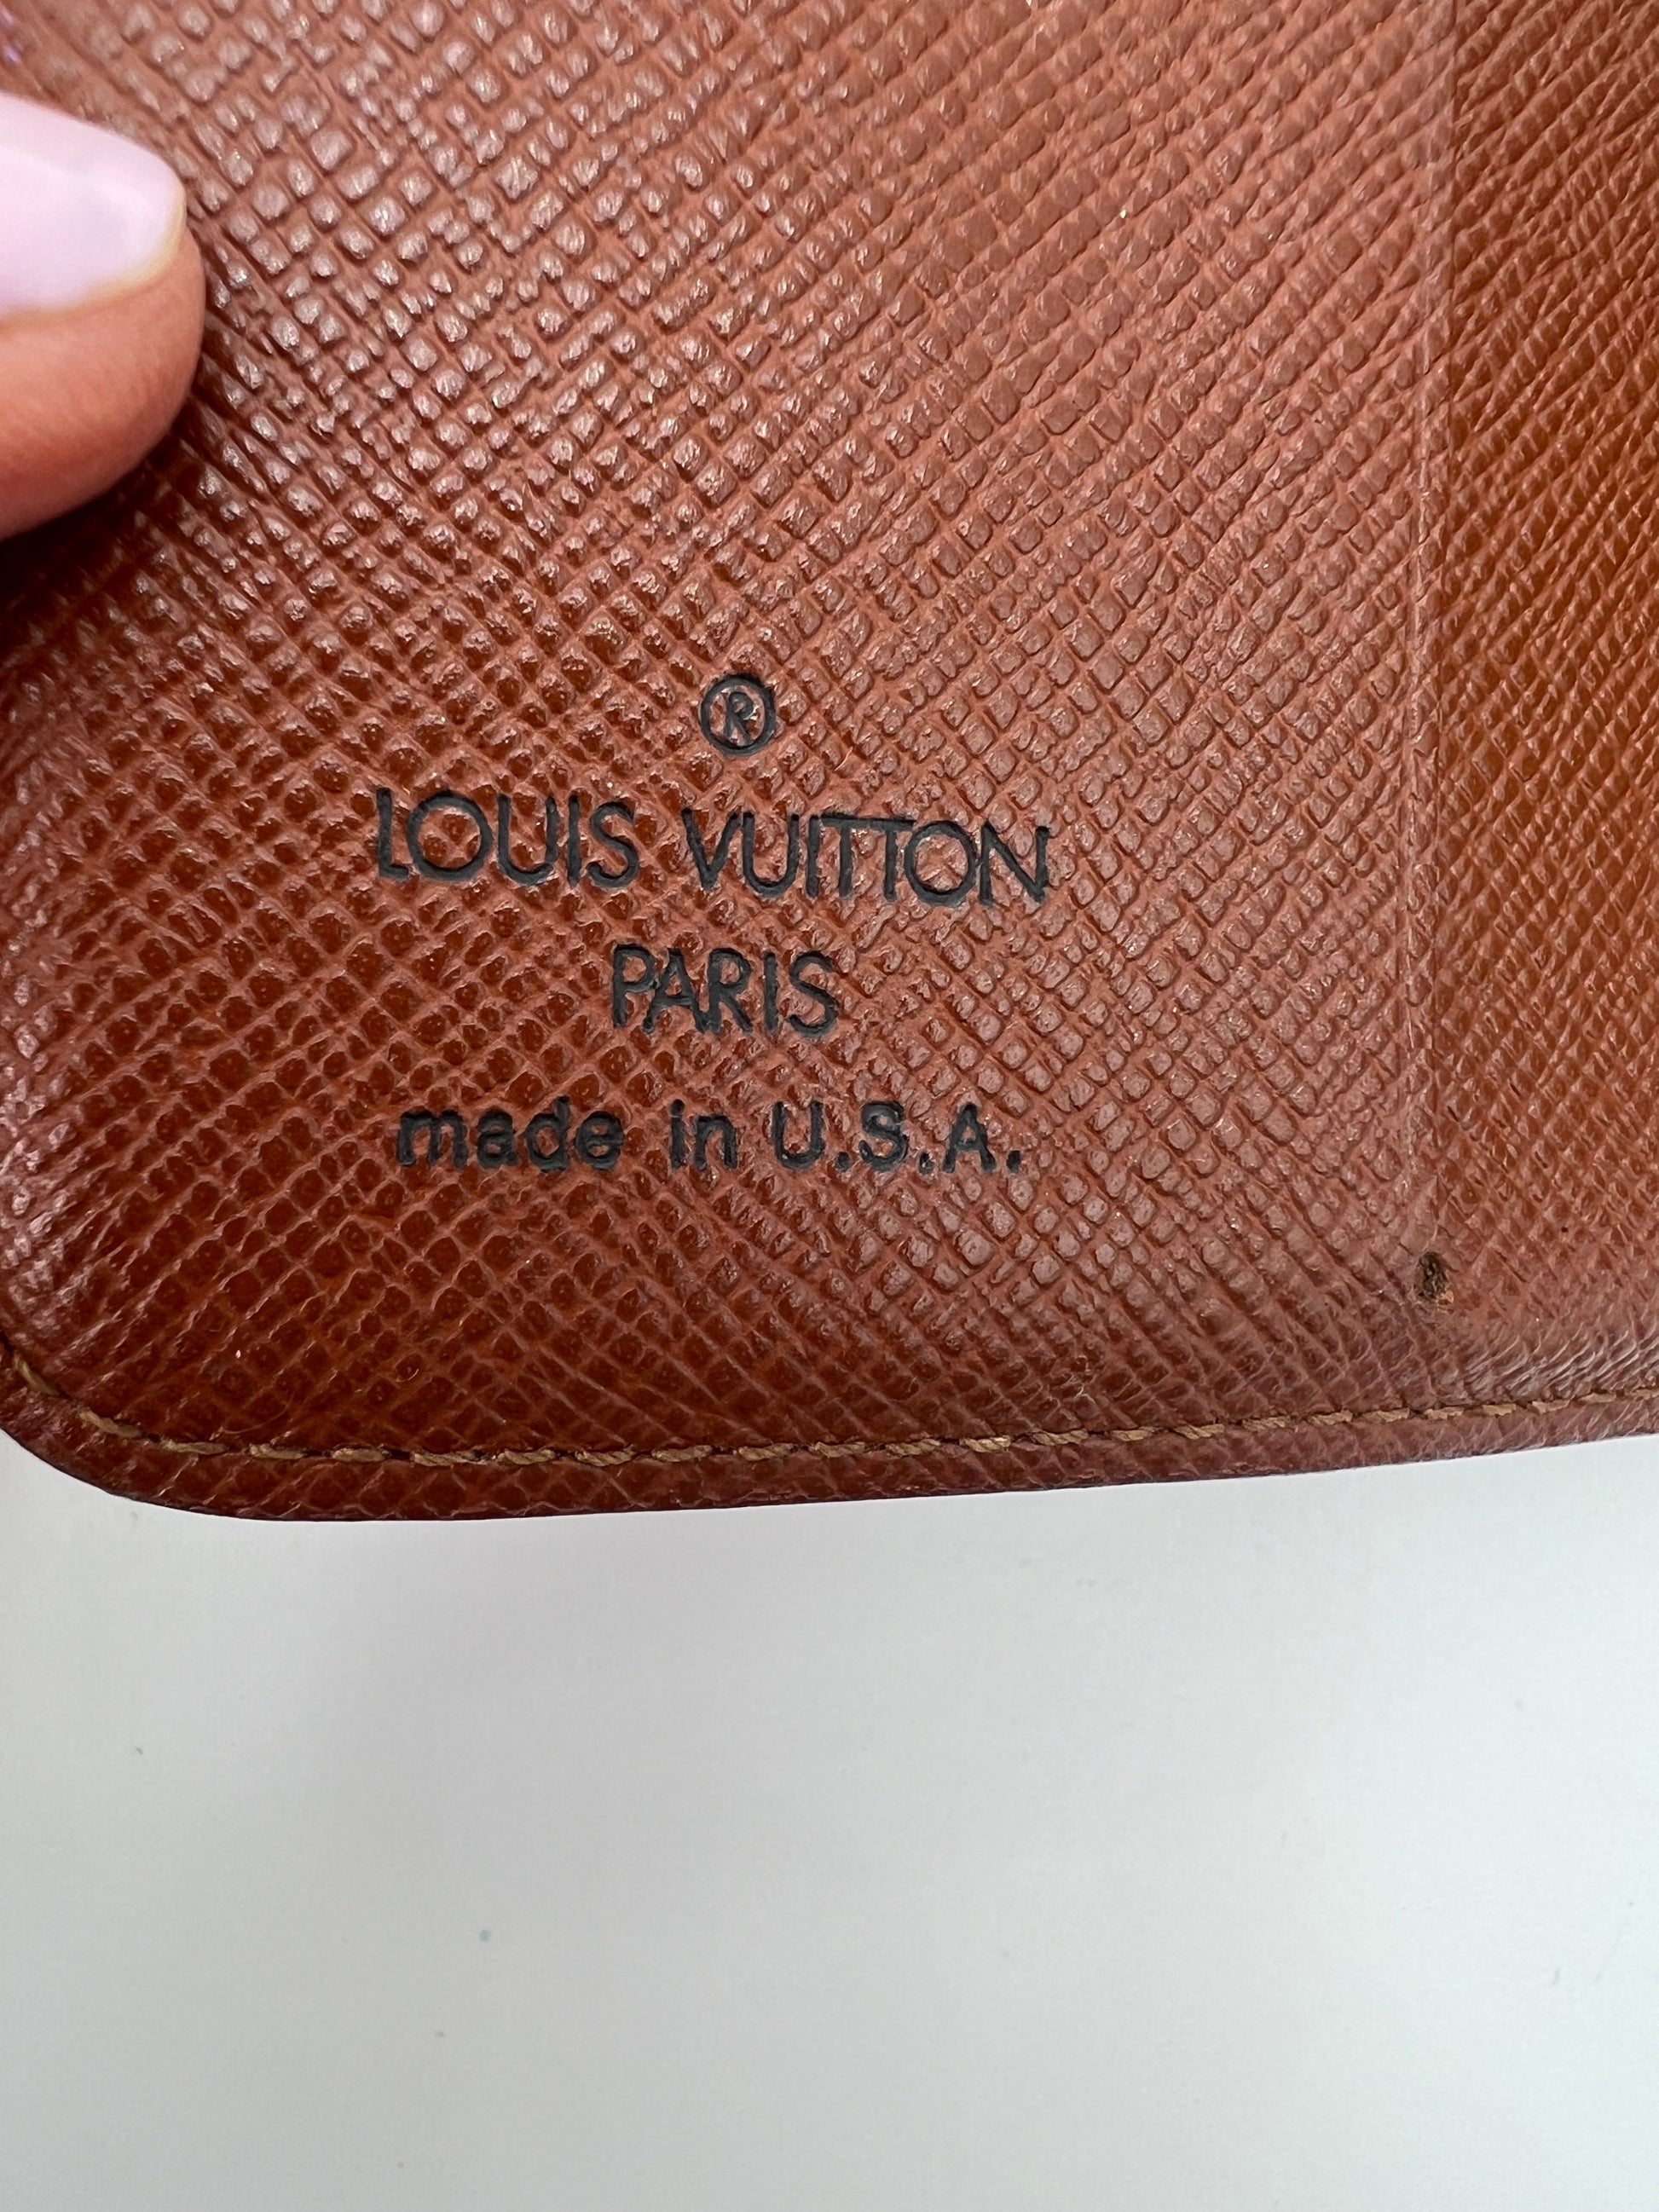 ®
LOUIS VUITTON
PARIS
made in U.S.A.